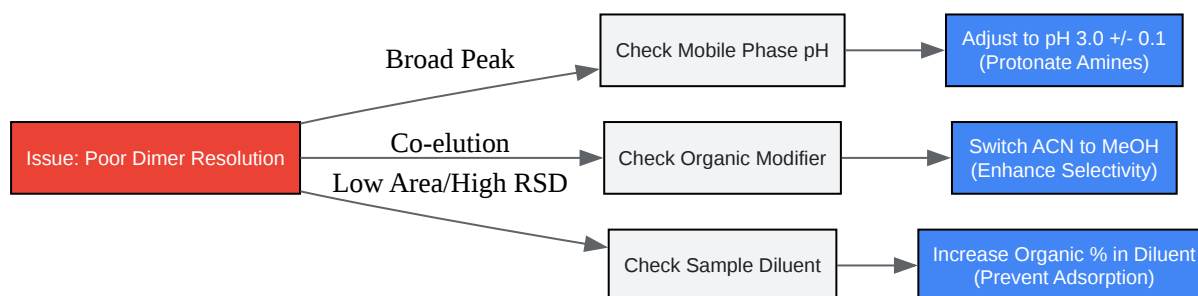 Broad Peak
Check Mobile Phase pH
Adjust to pH 3.0 +/- 0.1
(Protonate Amines)
Issue: Poor Dimer Resolution
Co-elution
Check Organic Modifier
Switch ACN to MeOH
(Enhance Selectivity)
Low Area/High RSD
Check Sample Diluent
Increase Organic % in Diluent
(Prevent Adsorption)